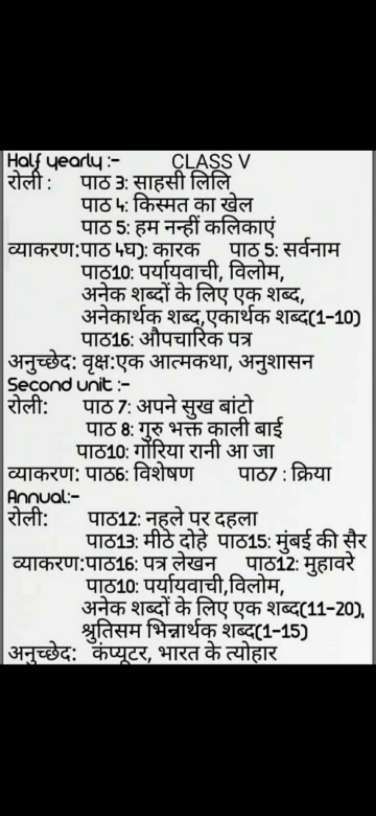 Half yearly :- CLASS V
रोली : पाठ 3: साहसी लिलि
पाठ 4: किस्मत का खेल
पाठ 5: हम नन्हीं कलिकाएं
व्याकरण:पाठ 4घ): कारक पाठ 5: सर्वनाम
पाठ10: पर्यायवाची, विलोम,
अनेक शब्दों के लिए एक शब्द,
अनेकार्थक शब्द,एकार्थक शब्द(1-10)
पाठ16: औपचारिक पत्र
अनुच्छेद: वृक्ष:एक आत्मकथा, अनुशासन
Second unit :-
रोली: पाठ 7: अपने सुख बांटो
पाठ 8: गुरु भक्त काली बाई
पाठ10: गोरिया रानी आ जा
व्याकरण: पाठ6: विशेषण पाठ7 : क्रिया
Annual:-
रोली: पाठ12: नहले पर दहला
पाठ13: मीठे दोहे पाठ15: मुंबई की सैर
व्याकरण:पाठ16: पत्र लेखन पाठ12: मुहावरे
पाठ10: पर्यायवाची,विलोम,
अनेक शब्दों के लिए एक शब्द(11-20),
श्रुतिसम भिन्नार्थक शब्द(1-15)
अनुच्छेद: कंप्यूटर, भारत के त्योहार